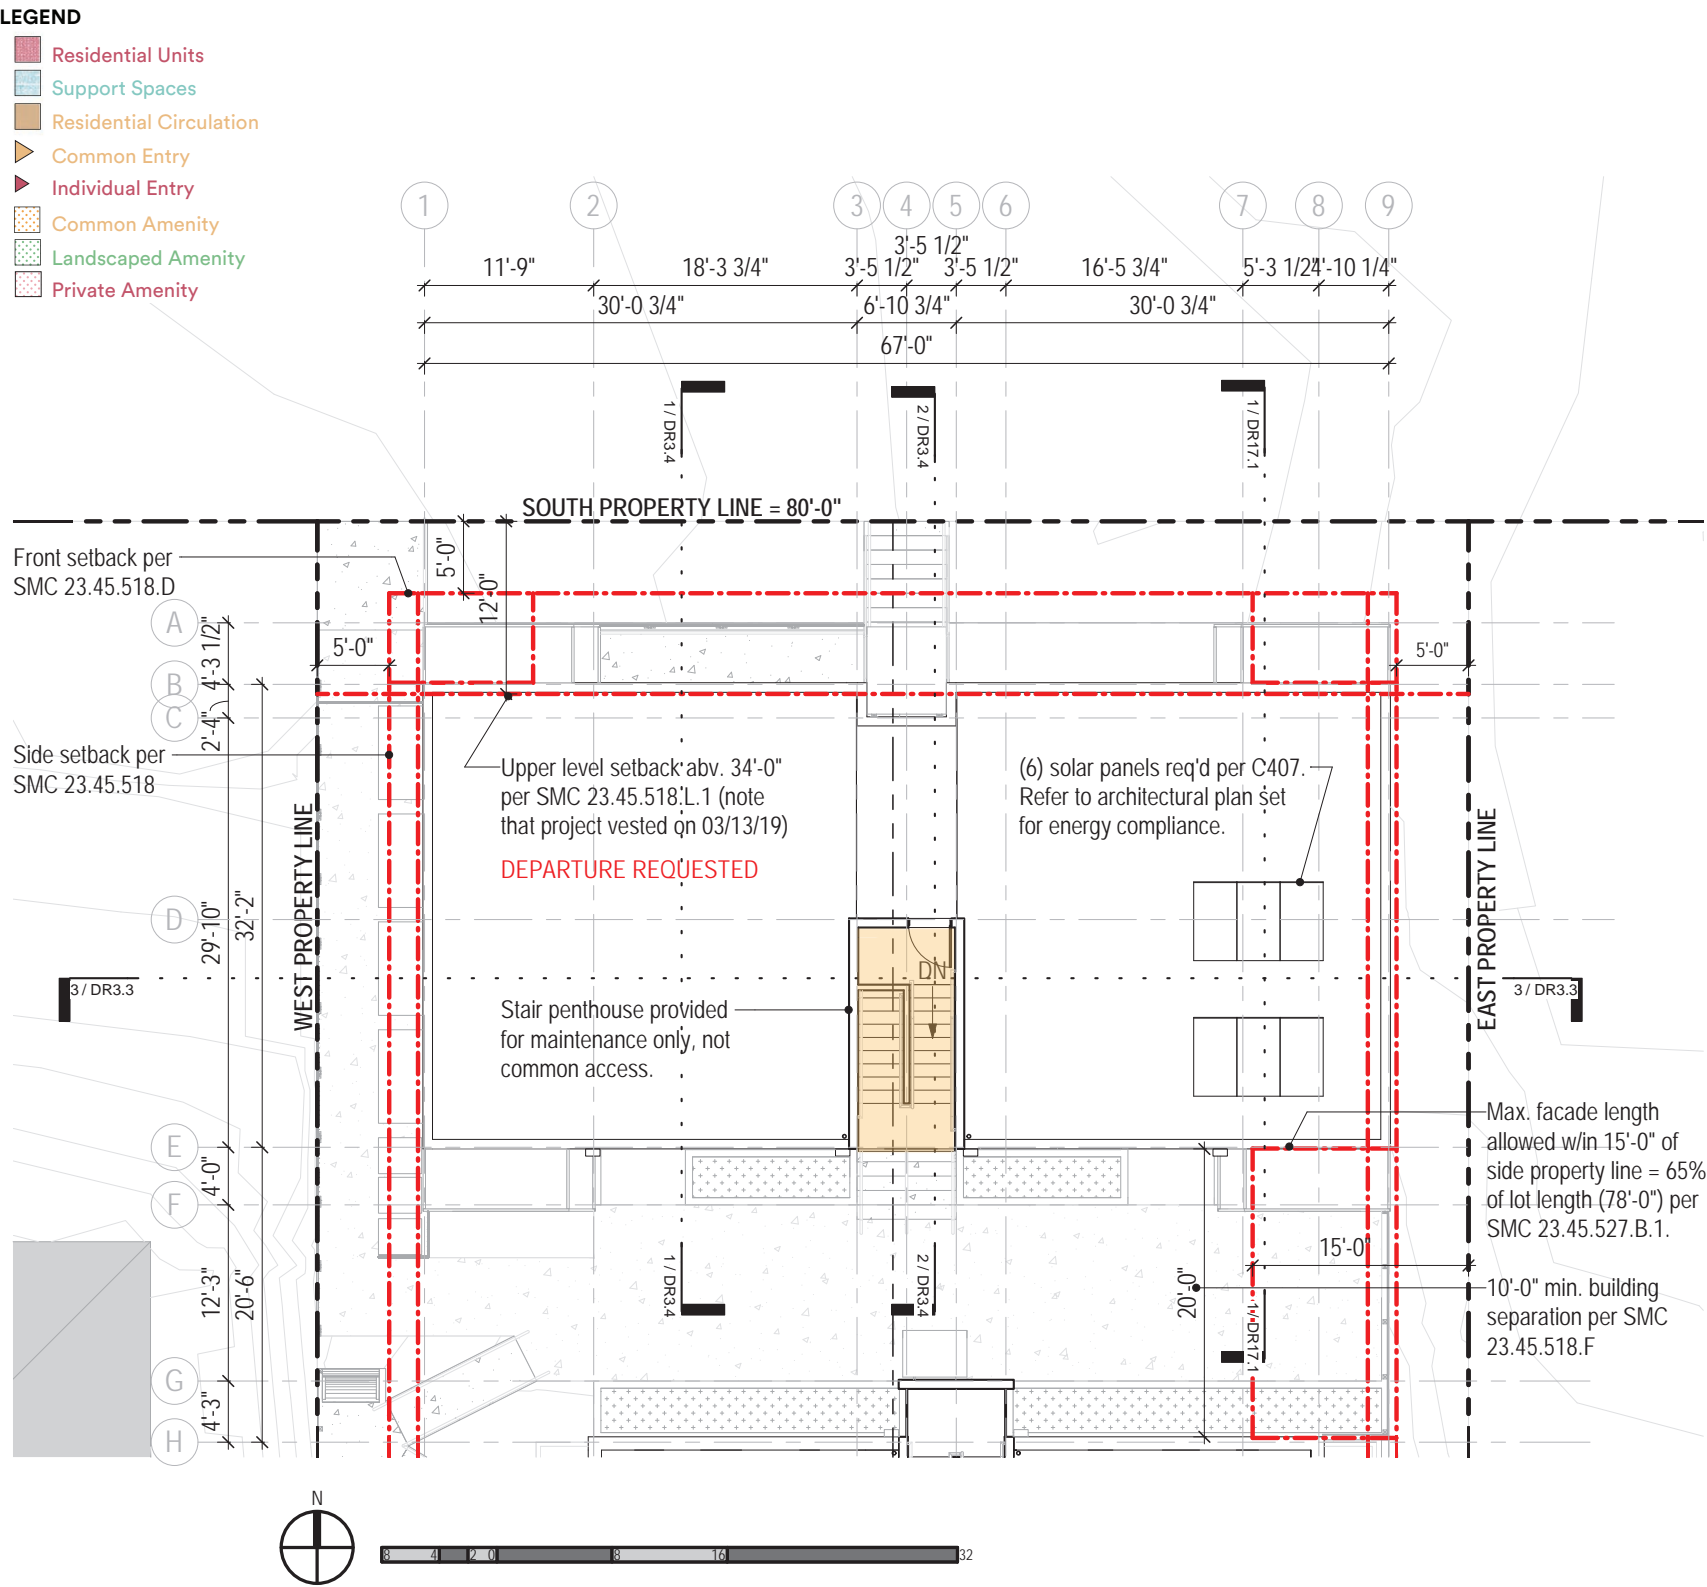 LEGEND
Residential Units
Support Spaces
Residential Circulation
Common Entry
Individual Entry
Common Amenity
Landscaped Amenity
Private Amenity
1 2 3 4 5 6 7 8 9
3'-5 1/2"
11'-9" 18'-3 3/4" 3'-5 1/2" 3'-5 1/2" 16'-5 3/4" 5'-3 1/2" 4'-10 1/4"
30'-0 3/4" 6'-10 3/4" 30'-0 3/4"
67'-0"
1 / DR3.4
2 / DR3.4
1 / DR17.1
SOUTH PROPERTY LINE = 80'-0"
Front setback per
SMC 23.45.518.D
5'-0"
12'-0"
A
4'-3 1/2"
5'-0"
5'-0"
B
C
2'-4"
Side setback per
SMC 23.45.518
Upper level setback abv. 34'-0"
per SMC 23.45.518.L.1 (note
that project vested on 03/13/19)
DEPARTURE REQUESTED
(6) solar panels req'd per C407.
Refer to architectural plan set
for energy compliance.
WEST PROPERTY LINE
EAST PROPERTY LINE
D
29'-10"
32'-2"
DN
3 / DR3.3
3 / DR3.3
Stair penthouse provided
for maintenance only, not
common access.
E
4'-0"
F
Max. facade length
allowed w/in 15'-0" of
side property line = 65%
of lot length (78'-0") per
SMC 23.45.527.B.1.
15'-0"
12'-3"
20'-6"
1 / DR3.4
2 / DR3.4
20'-0"
1 / DR17.1
10'-0" min. building
separation per SMC
23.45.518.F
G
4'-3"
H
N
8 4 2 0 8 16 32